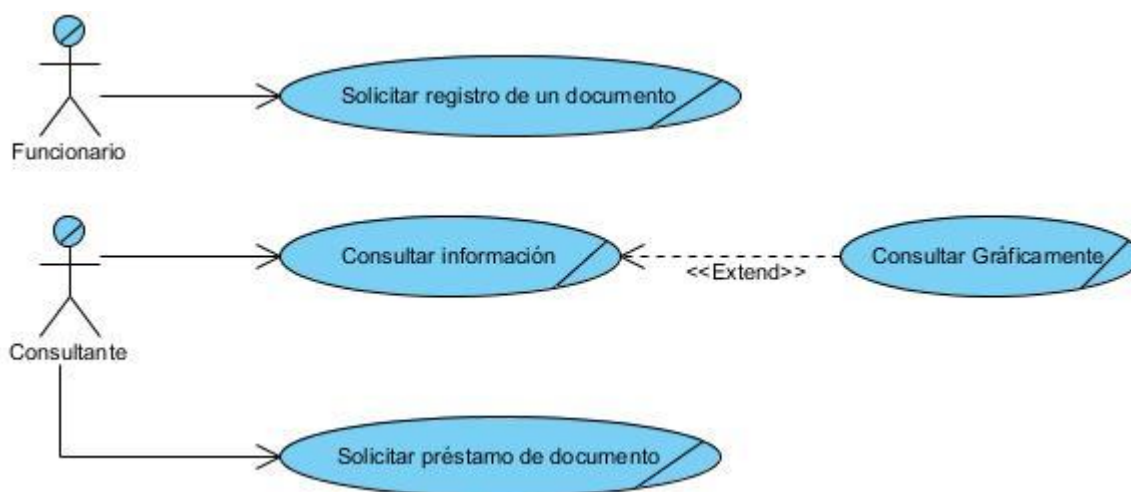 Solicitar registro de un documento
Funcionario
Consultar información
<<Extend>>
Consultar Gráficamente
Consultante
Solicitar préstamo de documento